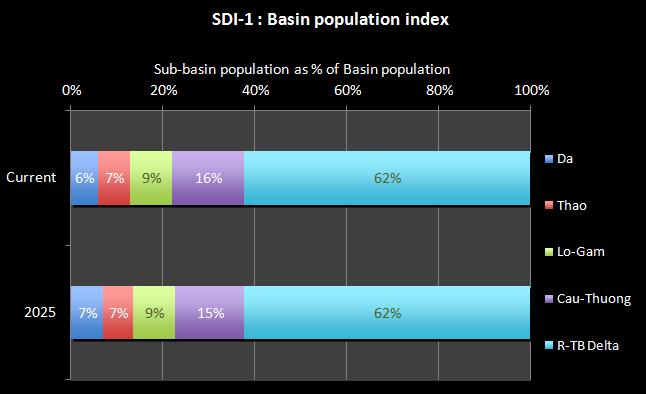 SDI-1 : Basin population index
Sub-basin population as % of Basin population
0% 20% 40% 60% 80% 100%
Current 6% 7% 9% 16% 62%
2025 7% 7% 9% 15% 62%
Da
Thao
Lo-Gam
Cau-Thuong
R-TB Delta